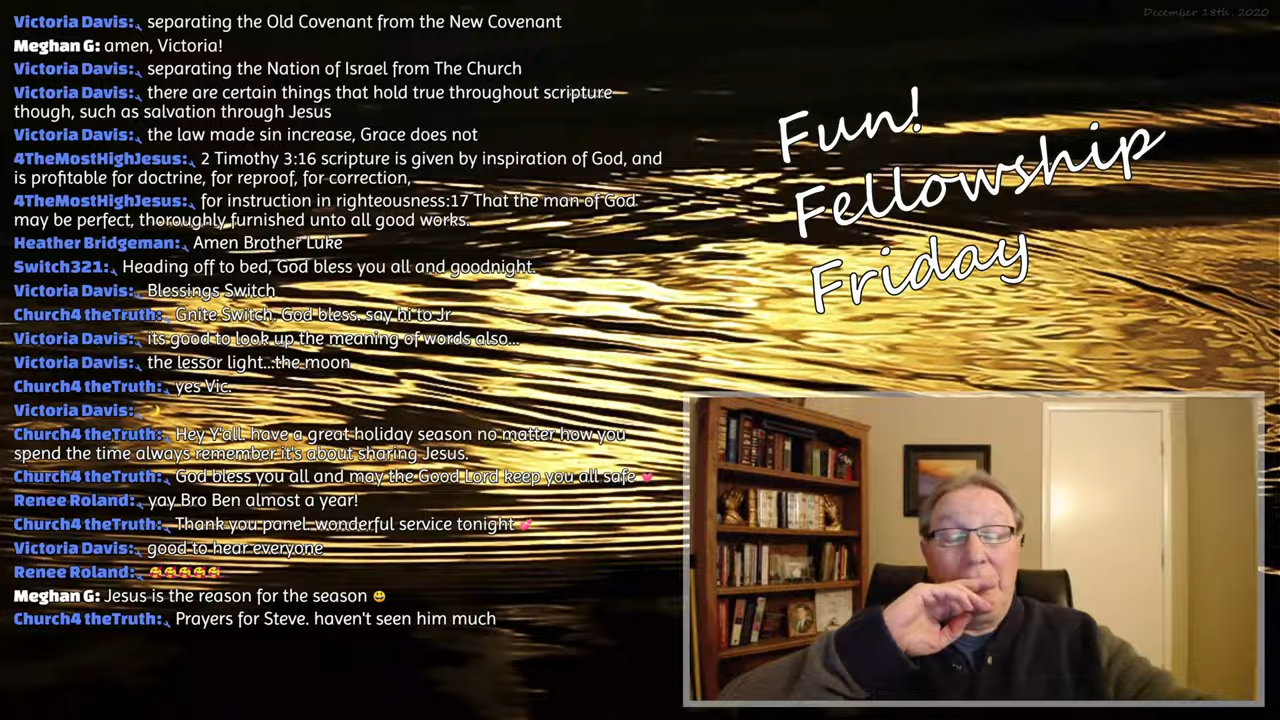 December 18th, 2020
Victoria Davis: separating the Old Covenant from the New Covenant
Meghan G: amen, Victoria!
Victoria Davis: separating the Nation of Israel from The Church
Victoria Davis: there are certain things that hold true throughout scripture
though, such as salvation through Jesus
Victoria Davis: the law made sin increase, Grace does not
4TheMostHighJesus: 2 Timothy 3:16 scripture is given by inspiration of God, and
is profitable for doctrine, for reproof, for correction,
4TheMostHighJesus: for instruction in righteousness:17 That the man of God
may be perfect, thoroughly furnished unto all good works.
Heather Bridgeman: Amen Brother Luke
Switch321: Heading off to bed, God bless you all and goodnight.
Victoria Davis: Blessings Switch
Church4 theTruth: Gnite Switch. God bless. say hi to Jr
Victoria Davis: its good to look up the meaning of words also...
Victoria Davis: the lessor light...the moon
Church4 theTruth: yes Vic.
Victoria Davis: 🌙
Church4 theTruth: Hey Y'all. have a great holiday season no matter how you
spend the time always remember it's about sharing Jesus.
Church4 theTruth: God bless you all and may the Good Lord keep you all safe 💗
Renee Roland: yay Bro Ben almost a year!
Church4 theTruth: Thank you panel. wonderful service tonight 💕
Victoria Davis: good to hear everyone
Renee Roland: 🥰🥰🥰🥰🥰
Meghan G: Jesus is the reason for the season 😃
Church4 theTruth: Prayers for Steve. haven't seen him much
Fun!
Fellowship
Friday